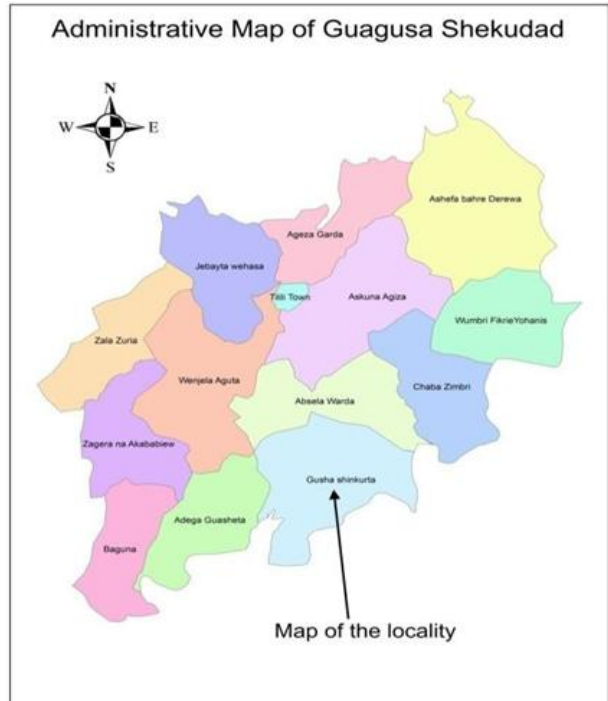 Administrative Map of Guagusa Shekudad
N
W E
S
Ashefa bahre Derewa
Ageza Garda
Jebayta wehasa
Titli Town
Askuna Agiza
Wumbri FikrieYohanis
Zala Zuria
Wenjela Aguta
Chaba Zimbri
Absela Warda
Zagera na Akababiew
Gusha shinkurta
Adega Guasheta
Baguna
Map of the locality